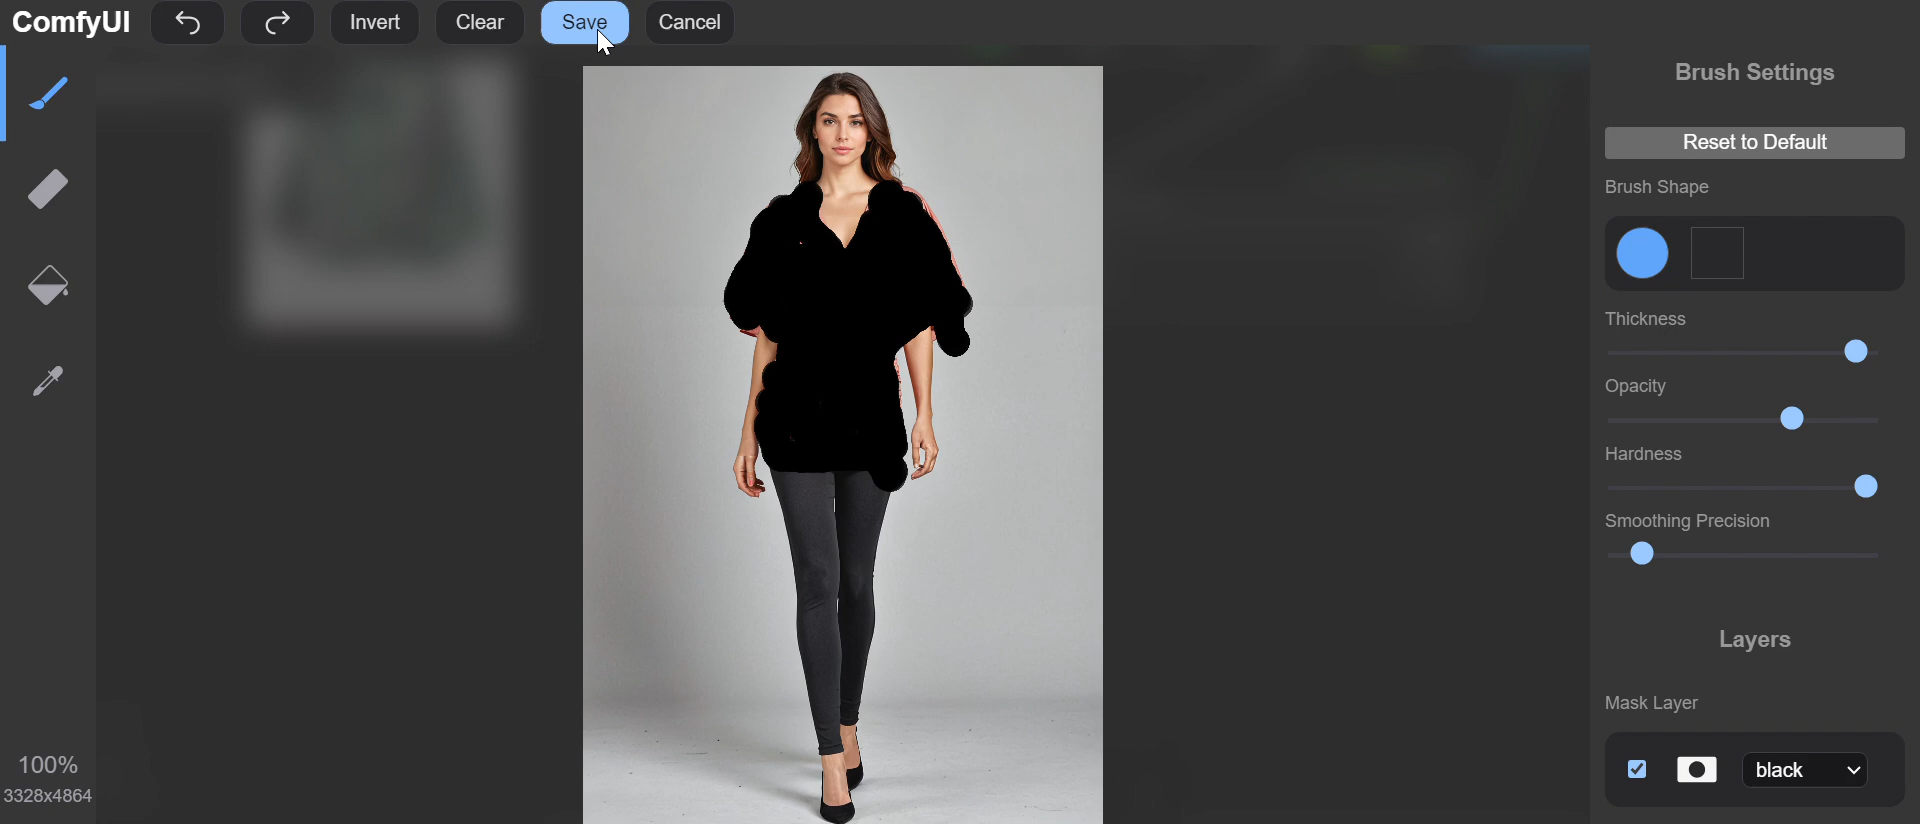 ComfyUI
Invert
Clear
Save
Cancel
Brush Settings
Reset to Default
Brush Shape
Thickness
Opacity
Hardness
Smoothing Precision
Layers
Mask Layer
black
100%
3328x4864